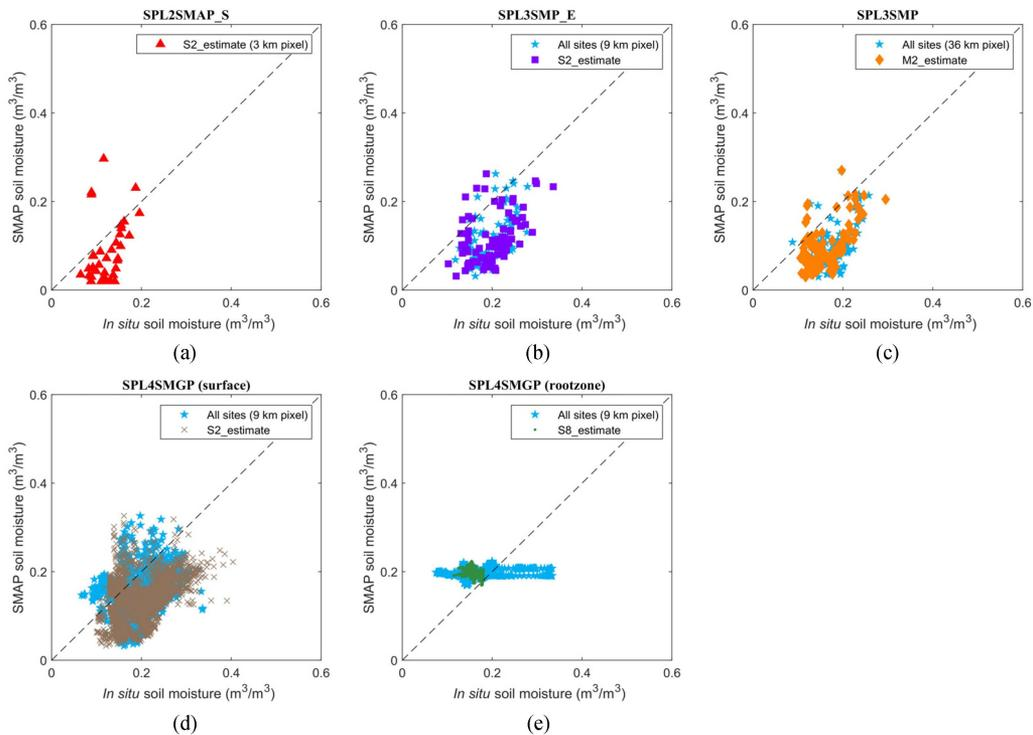 SPL2SMAP_S
0.6
0.4
0.2
0
0.2
0.4
0.6
SMAP soil moisture (m³/m³)
In situ soil moisture (m³/m³)
S2_estimate (3 km pixel)
(a)
SPL3SMP_E
0.6
0.4
0.2
0
0.2
0.4
0.6
SMAP soil moisture (m³/m³)
In situ soil moisture (m³/m³)
All sites (9 km pixel)
S2_estimate
(b)
SPL3SMP
0.6
0.4
0.2
0
0
0.2
0.4
0.6
SMAP soil moisture (m³/m³)
In situ soil moisture (m³/m³)
All sites (36 km pixel)
M2_estimate
(c)
SPL4SMGP (surface)
0.6
0.4
0.2
0
0
0.2
0.4
0.6
SMAP soil moisture (m³/m³)
In situ soil moisture (m³/m³)
All sites (9 km pixel)
S2_estimate
(d)
SPL4SMGP (rootzone)
0.6
0.4
0.2
0
0
0.2
0.4
0.6
SMAP soil moisture (m³/m³)
In situ soil moisture (m³/m³)
All sites (9 km pixel)
S8_estimate
(e)